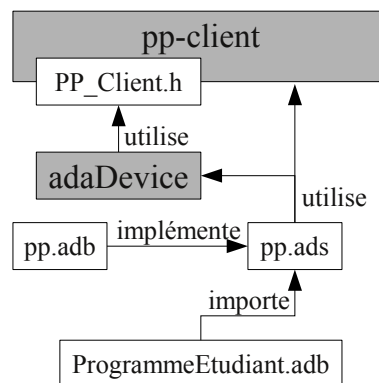 pp-client
PP_Client.h
utilise
adaDevice
utilise
pp.adb
implémente
pp.ads
importe
ProgrammeEtudiant.adb